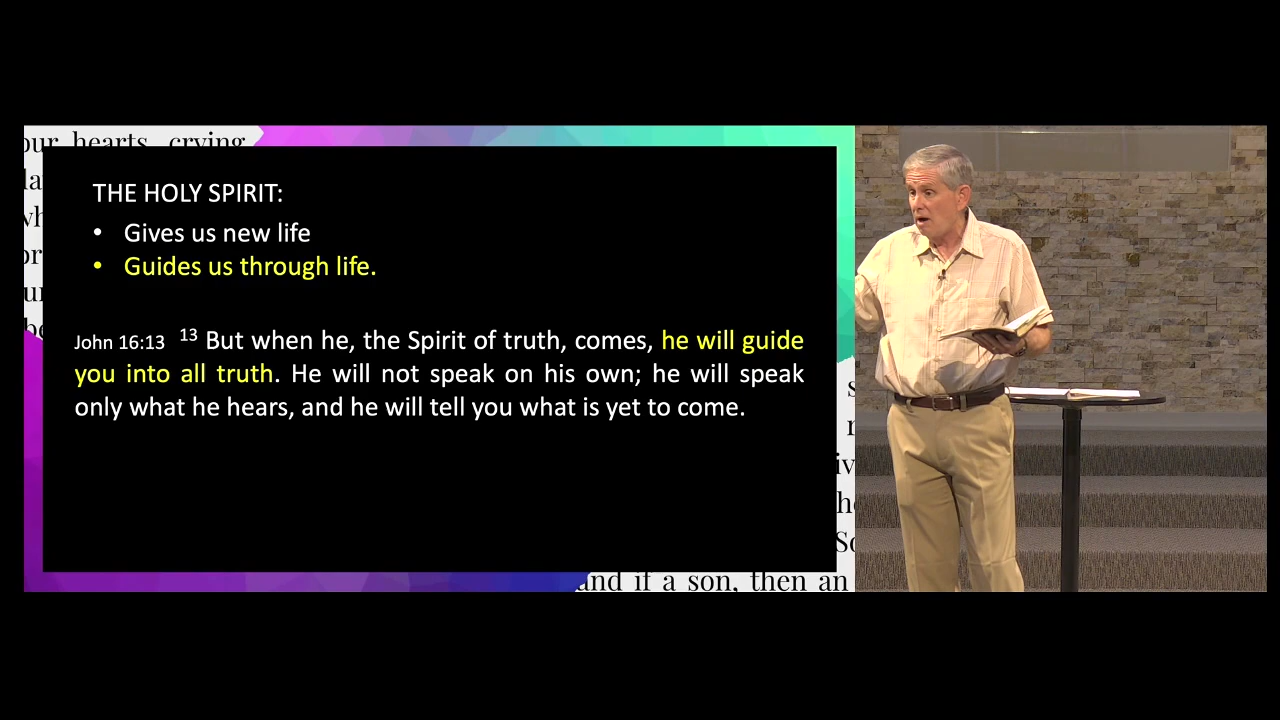 our hearts, crying
THE HOLY SPIRIT:
• Gives us new life
• Guides us through life.
John 16:13 13 But when he, the Spirit of truth, comes, he will guide
you into all truth. He will not speak on his own; he will speak
only what he hears, and he will tell you what is yet to come.
and if a son, then an